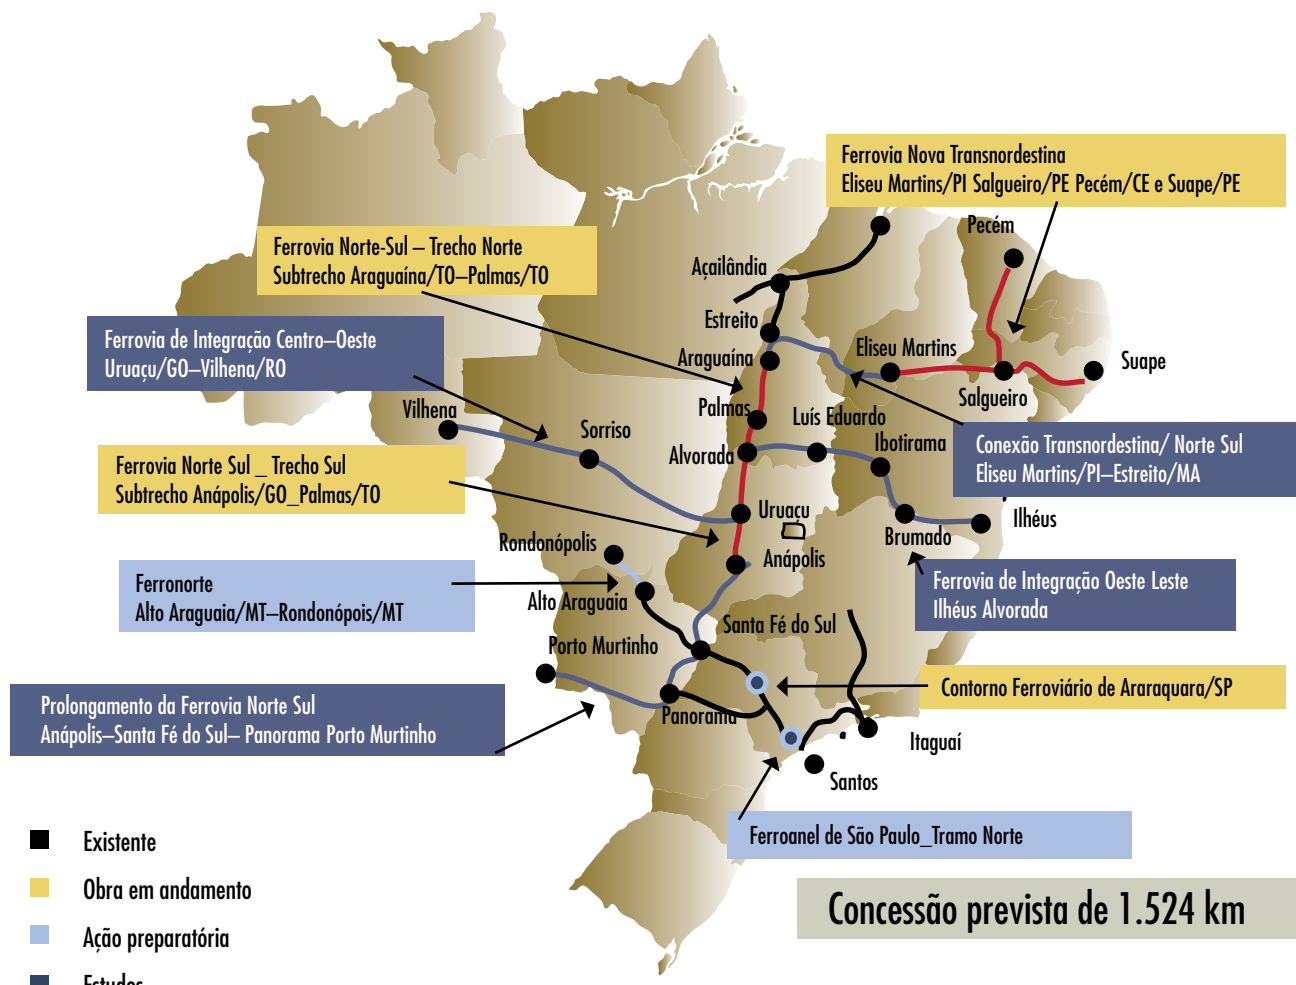 Ferrovia Nova Transnordestina
Eliseu Martins/PI Salgueiro/PE Pecém/CE e Suape/PE
Pecém
Ferrovia Norte-Sul – Trecho Norte
Subtrecho Araguaína/TO–Palmas/TO
Açailândia
Estreito
Ferrovia de Integração Centro–Oeste
Uruaçu/GO–Vilhena/RO
Araguaína
Eliseu Martins
Suape
Salgueiro
Vilhena
Palmas
Luís Eduardo
Sorriso
Ibotirama
Alvorada
Conexão Transnordestina/ Norte Sul
Eliseu Martins/PI–Estreito/MA
Ferrovia Norte Sul _ Trecho Sul
Subtrecho Anápolis/GO_Palmas/TO
Uruaçu
Ilhéus
Brumado
Rondonópolis
Anápolis
Ferronorte
Alto Araguaia/MT–Rondonópois/MT
Ferrovia de Integração Oeste Leste
Ilhéus Alvorada
Alto Araguaia
Santa Fé do Sul
Porto Murtinho
Contorno Ferroviário de Araraquara/SP
Prolongamento da Ferrovia Norte Sul
Anápolis–Santa Fé do Sul– Panorama Porto Murtinho
Panorama
Itaguaí
Santos
Ferroanel de São Paulo_Tramo Norte
Existente
Obra em andamento
Ação preparatória
Estudos
Concessão prevista de 1.524 km